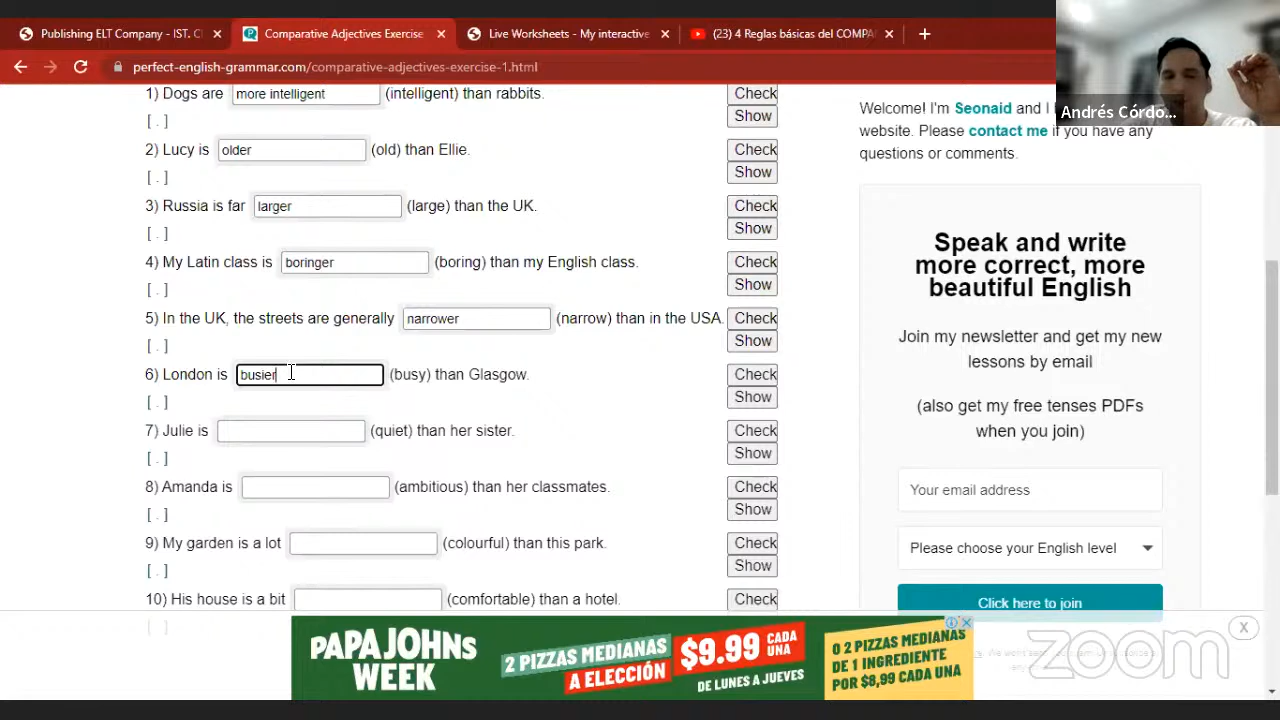 Publishing ELT Company - IST. C
Comparative Adjectives Exercise
Live Worksheets - My interactive
(23) 4 Reglas básicas del COMPA
perfect-english-grammar.com/comparative-adjectives-exercise-1.html
Andrés Córdo...
1) Dogs are more intelligent (intelligent) than rabbits. Check
Show
[ . ]
2) Lucy is older (old) than Ellie. Check
Show
[ . ]
3) Russia is far larger (large) than the UK. Check
Show
[ . ]
4) My Latin class is boringer (boring) than my English class. Check
Show
[ . ]
5) In the UK, the streets are generally narrower (narrow) than in the USA. Check
Show
[ . ]
6) London is busier (busy) than Glasgow. Check
Show
[ . ]
7) Julie is (quiet) than her sister. Check
Show
[ . ]
8) Amanda is (ambitious) than her classmates. Check
Show
[ . ]
9) My garden is a lot (colourful) than this park. Check
Show
[ . ]
10) His house is a bit (comfortable) than a hotel. Check
Welcome! I'm Seonaid and I
website. Please contact me if you have any
questions or comments.
Speak and write
more correct, more
beautiful English
Join my newsletter and get my new
lessons by email
(also get my free tenses PDFs
when you join)
Your email address
Please choose your English level
Click here to join
PAPA JOHNS
WEEK
2 PIZZAS MEDIANAS
A ELECCIÓN
$9.99 CADA
UNA
DE LUNES A JUEVES
O 2 PIZZAS MEDIANAS
DE 1 INGREDIENTE
POR $8,99 CADA UNA
zoom